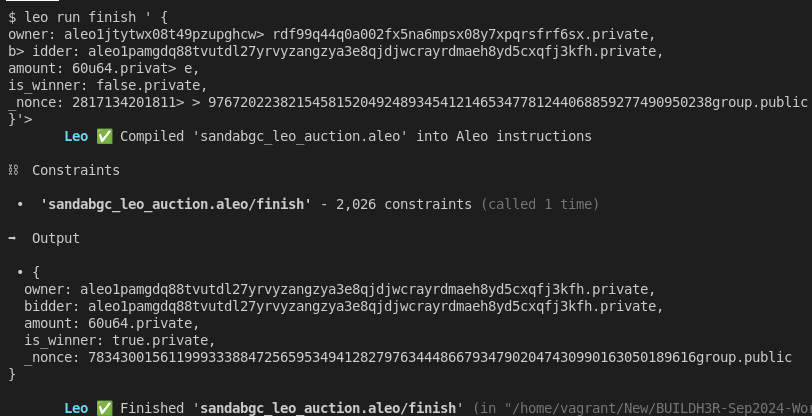 $ leo run finish ' {
owner: aleo1jtytwx08t49pzupghcw> rdf99q44q0a002fx5na6mpsx08y7xpqrsfrf6sx.private,
b> idder: aleo1pamgdq88tvutdl27yrvyzangzya3e8qjdjwcrayrdmaeh8yd5cxqfj3kfh.private,
amount: 60u64.privat> e,
is_winner: false.private,
_nonce: 2817134201811> > 9767202238215458152049248934541214653477812440688592774909502​38group.public
}'>
Leo ✅ Compiled 'sandabgc_leo_auction.aleo' into Aleo instructions
⛓ Constraints
• 'sandabgc_leo_auction.aleo/finish' - 2,026 constraints (called 1 time)
➡ Output
• {
owner: aleo1pamgdq88tvutdl27yrvyzangzya3e8qjdjwcrayrdmaeh8yd5cxqfj3kfh.private,
bidder: aleo1pamgdq88tvutdl27yrvyzangzya3e8qjdjwcrayrdmaeh8yd5cxqfj3kfh.private,
amount: 60u64.private,
is_winner: true.private,
_nonce: 7834300156119993338847256595349412827976344486679347902047430990163050189616group.public
}
Leo ✅ Finished 'sandabgc_leo_auction.aleo/finish' (in "/home/vagrant/New/BUILDH3R-Sep2024-Wo